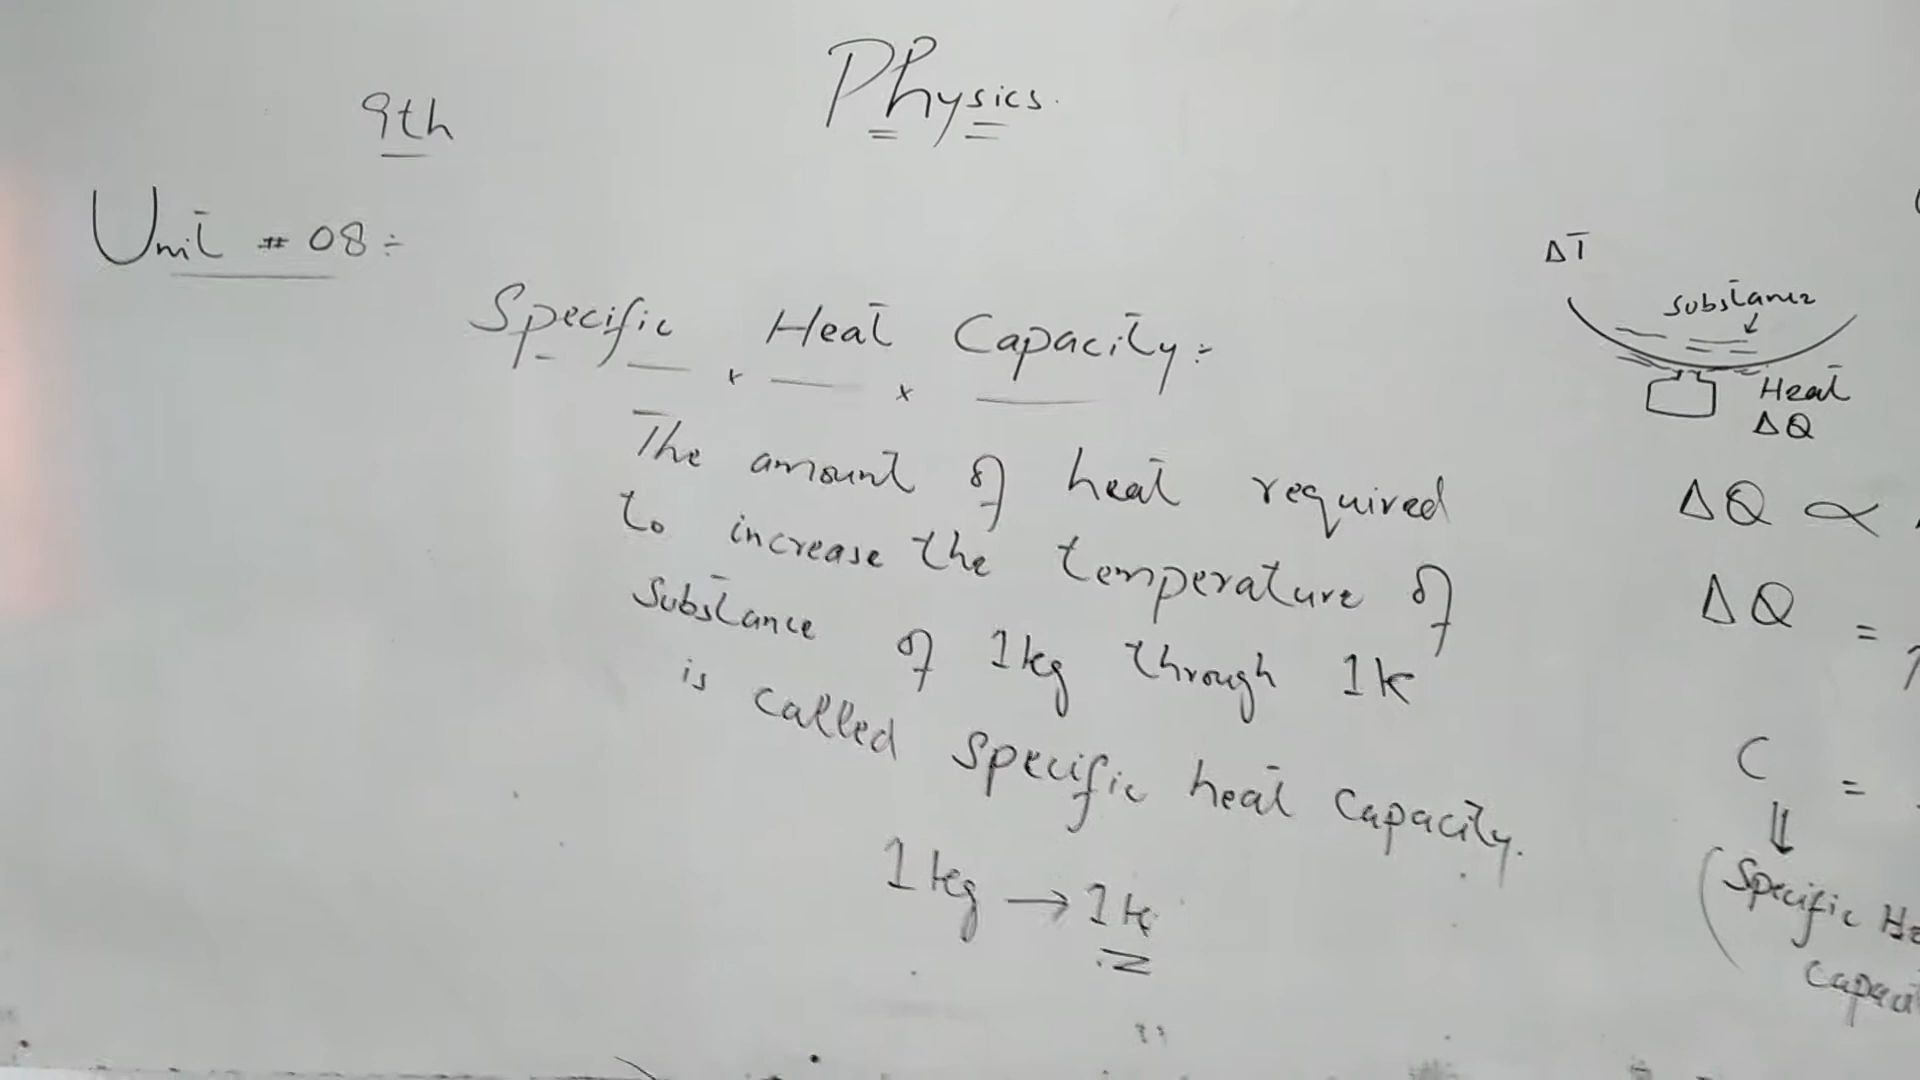 Physics.
9th
Unit # 08:-
Specific Heat Capacity:-
The amount of heat required
to increase the temperature of
substance of 1kg through 1k
is called specific heat capacity.
1kg → 1k
ΔT
substance
Heat
ΔQ
ΔQ ∝
ΔQ =
C =
(Specific He
Capaci